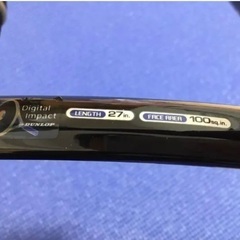 Digital
Impact
DUNLOP
LENGTH 27in.
FACE AREA 100sq.in.